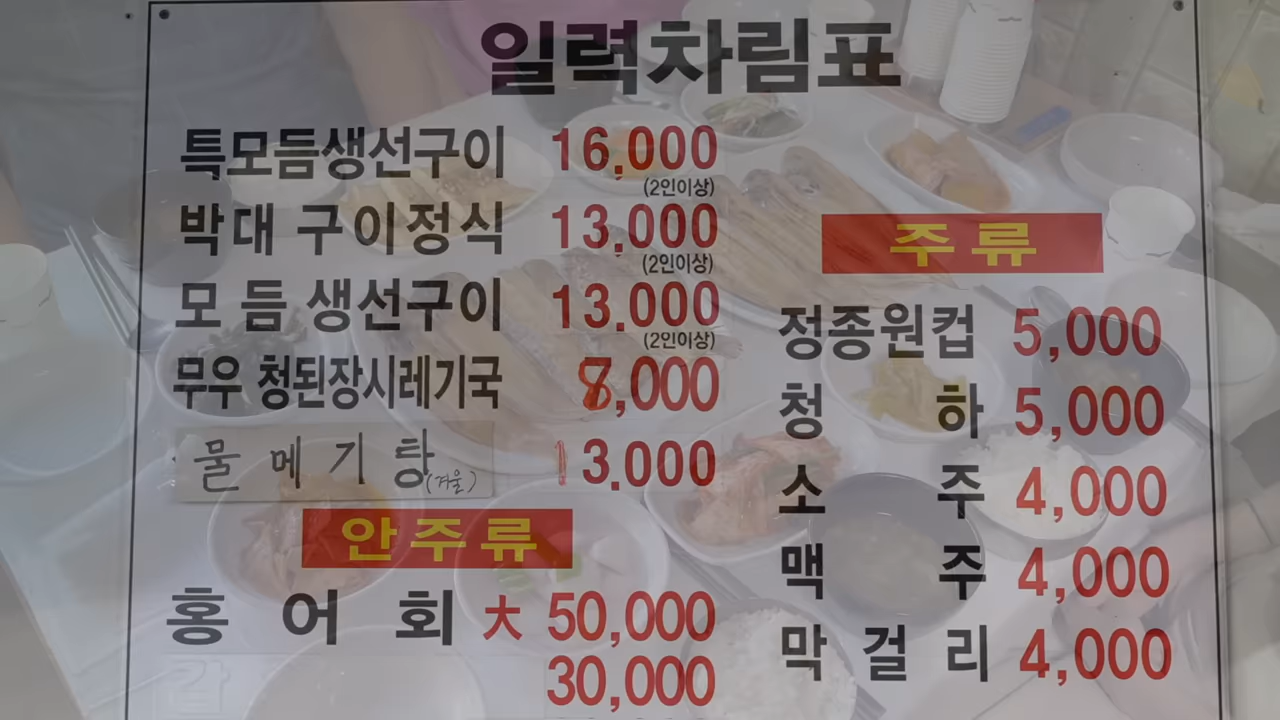 일력차림표
특모듬생선구이 16,000
(2인이상)
박대 구이정식 13,000
(2인이상)
모듬 생선구이 13,000
(2인이상)
무우 청된장시레기국 8,000
물메기탕(겨울) 13,000
안주류
홍어회 大 50,000
30,000
주류
정종원컵 5,000
청하 5,000
소주 4,000
맥주 4,000
막걸리 4,000